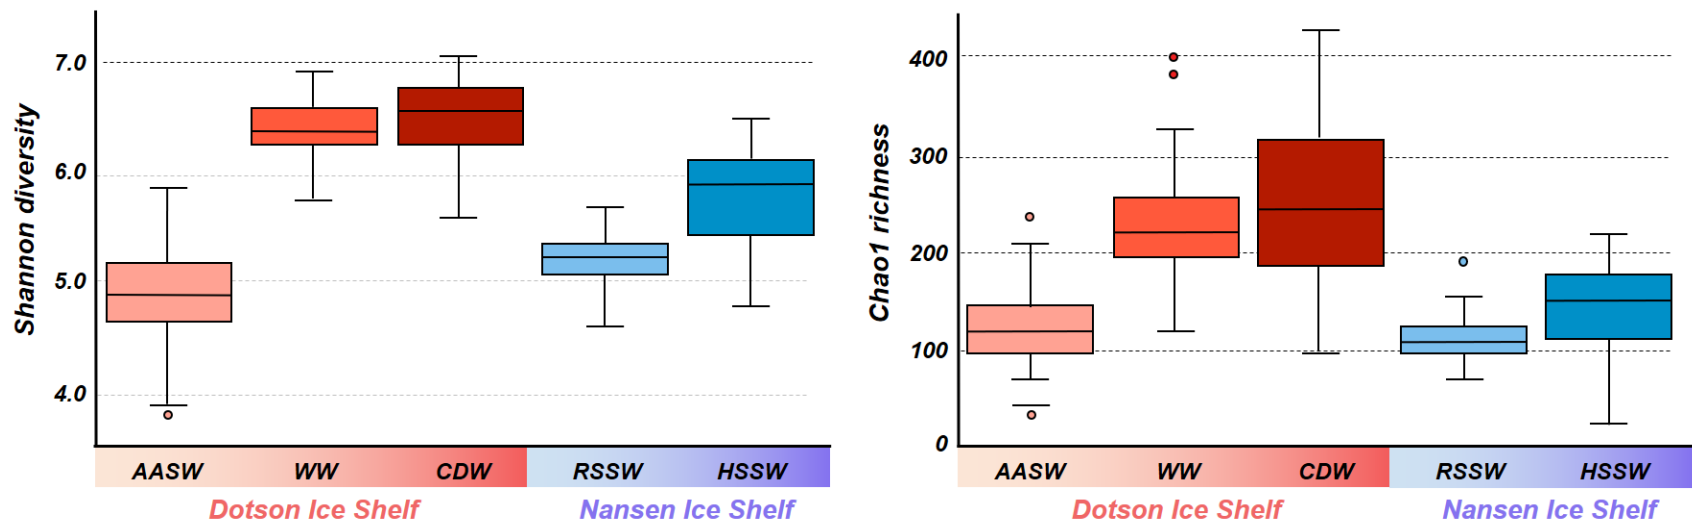 Shannon diversity
7.0
6.0
5.0
4.0
AASW WW CDW RSSW HSSW
Dotson Ice Shelf Nansen Ice Shelf
Chao1 richness
400
300
200
100
0
AASW WW CDW RSSW HSSW
Dotson Ice Shelf Nansen Ice Shelf